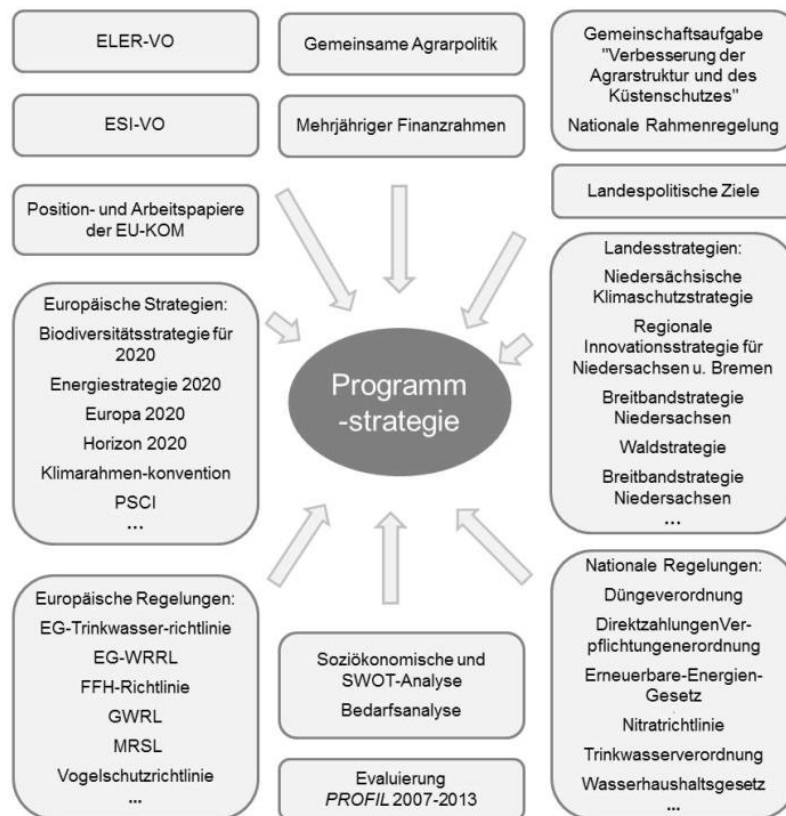 ELER-VO
ESI-VO
Position- und Arbeitspapiere
der EU-KOM
Europäische Strategien:
Biodiversitätsstrategie für
2020
Energiestrategie 2020
Europa 2020
Horizon 2020
Klimarahmen-konvention
PSCI
...
Europäische Regelungen:
EG-Trinkwasser-richtlinie
EG-WRRL
FFH-Richtlinie
GWRL
MRSL
Vogelschutzrichtlinie
...
Gemeinsame Agrarpolitik
Mehrjähriger Finanzrahmen
Programm
-strategie
Soziökonomische und
SWOT-Analyse
Bedarfsanalyse
Evaluierung
PROFIL 2007-2013
Gemeinschaftsaufgabe
"Verbesserung der
Agrarstruktur und des
Küstenschutzes"
Nationale Rahmenregelung
Landespolitische Ziele
Landesstrategien:
Niedersächsische
Klimaschutzstrategie
Regionale
Innovationsstrategie für
Niedersachsen u. Bremen
Breitbandstrategie
Niedersachsen
Waldstrategie
Breitbandstrategie
Niedersachsen
...
Nationale Regelungen:
Düngeverordnung
DirektzahlungenVer-
pflichtungenerordnung
Erneuerbare-Energien-
Gesetz
Nitratrichtlinie
Trinkwasserverordnung
Wasserhaushaltsgesetz
...